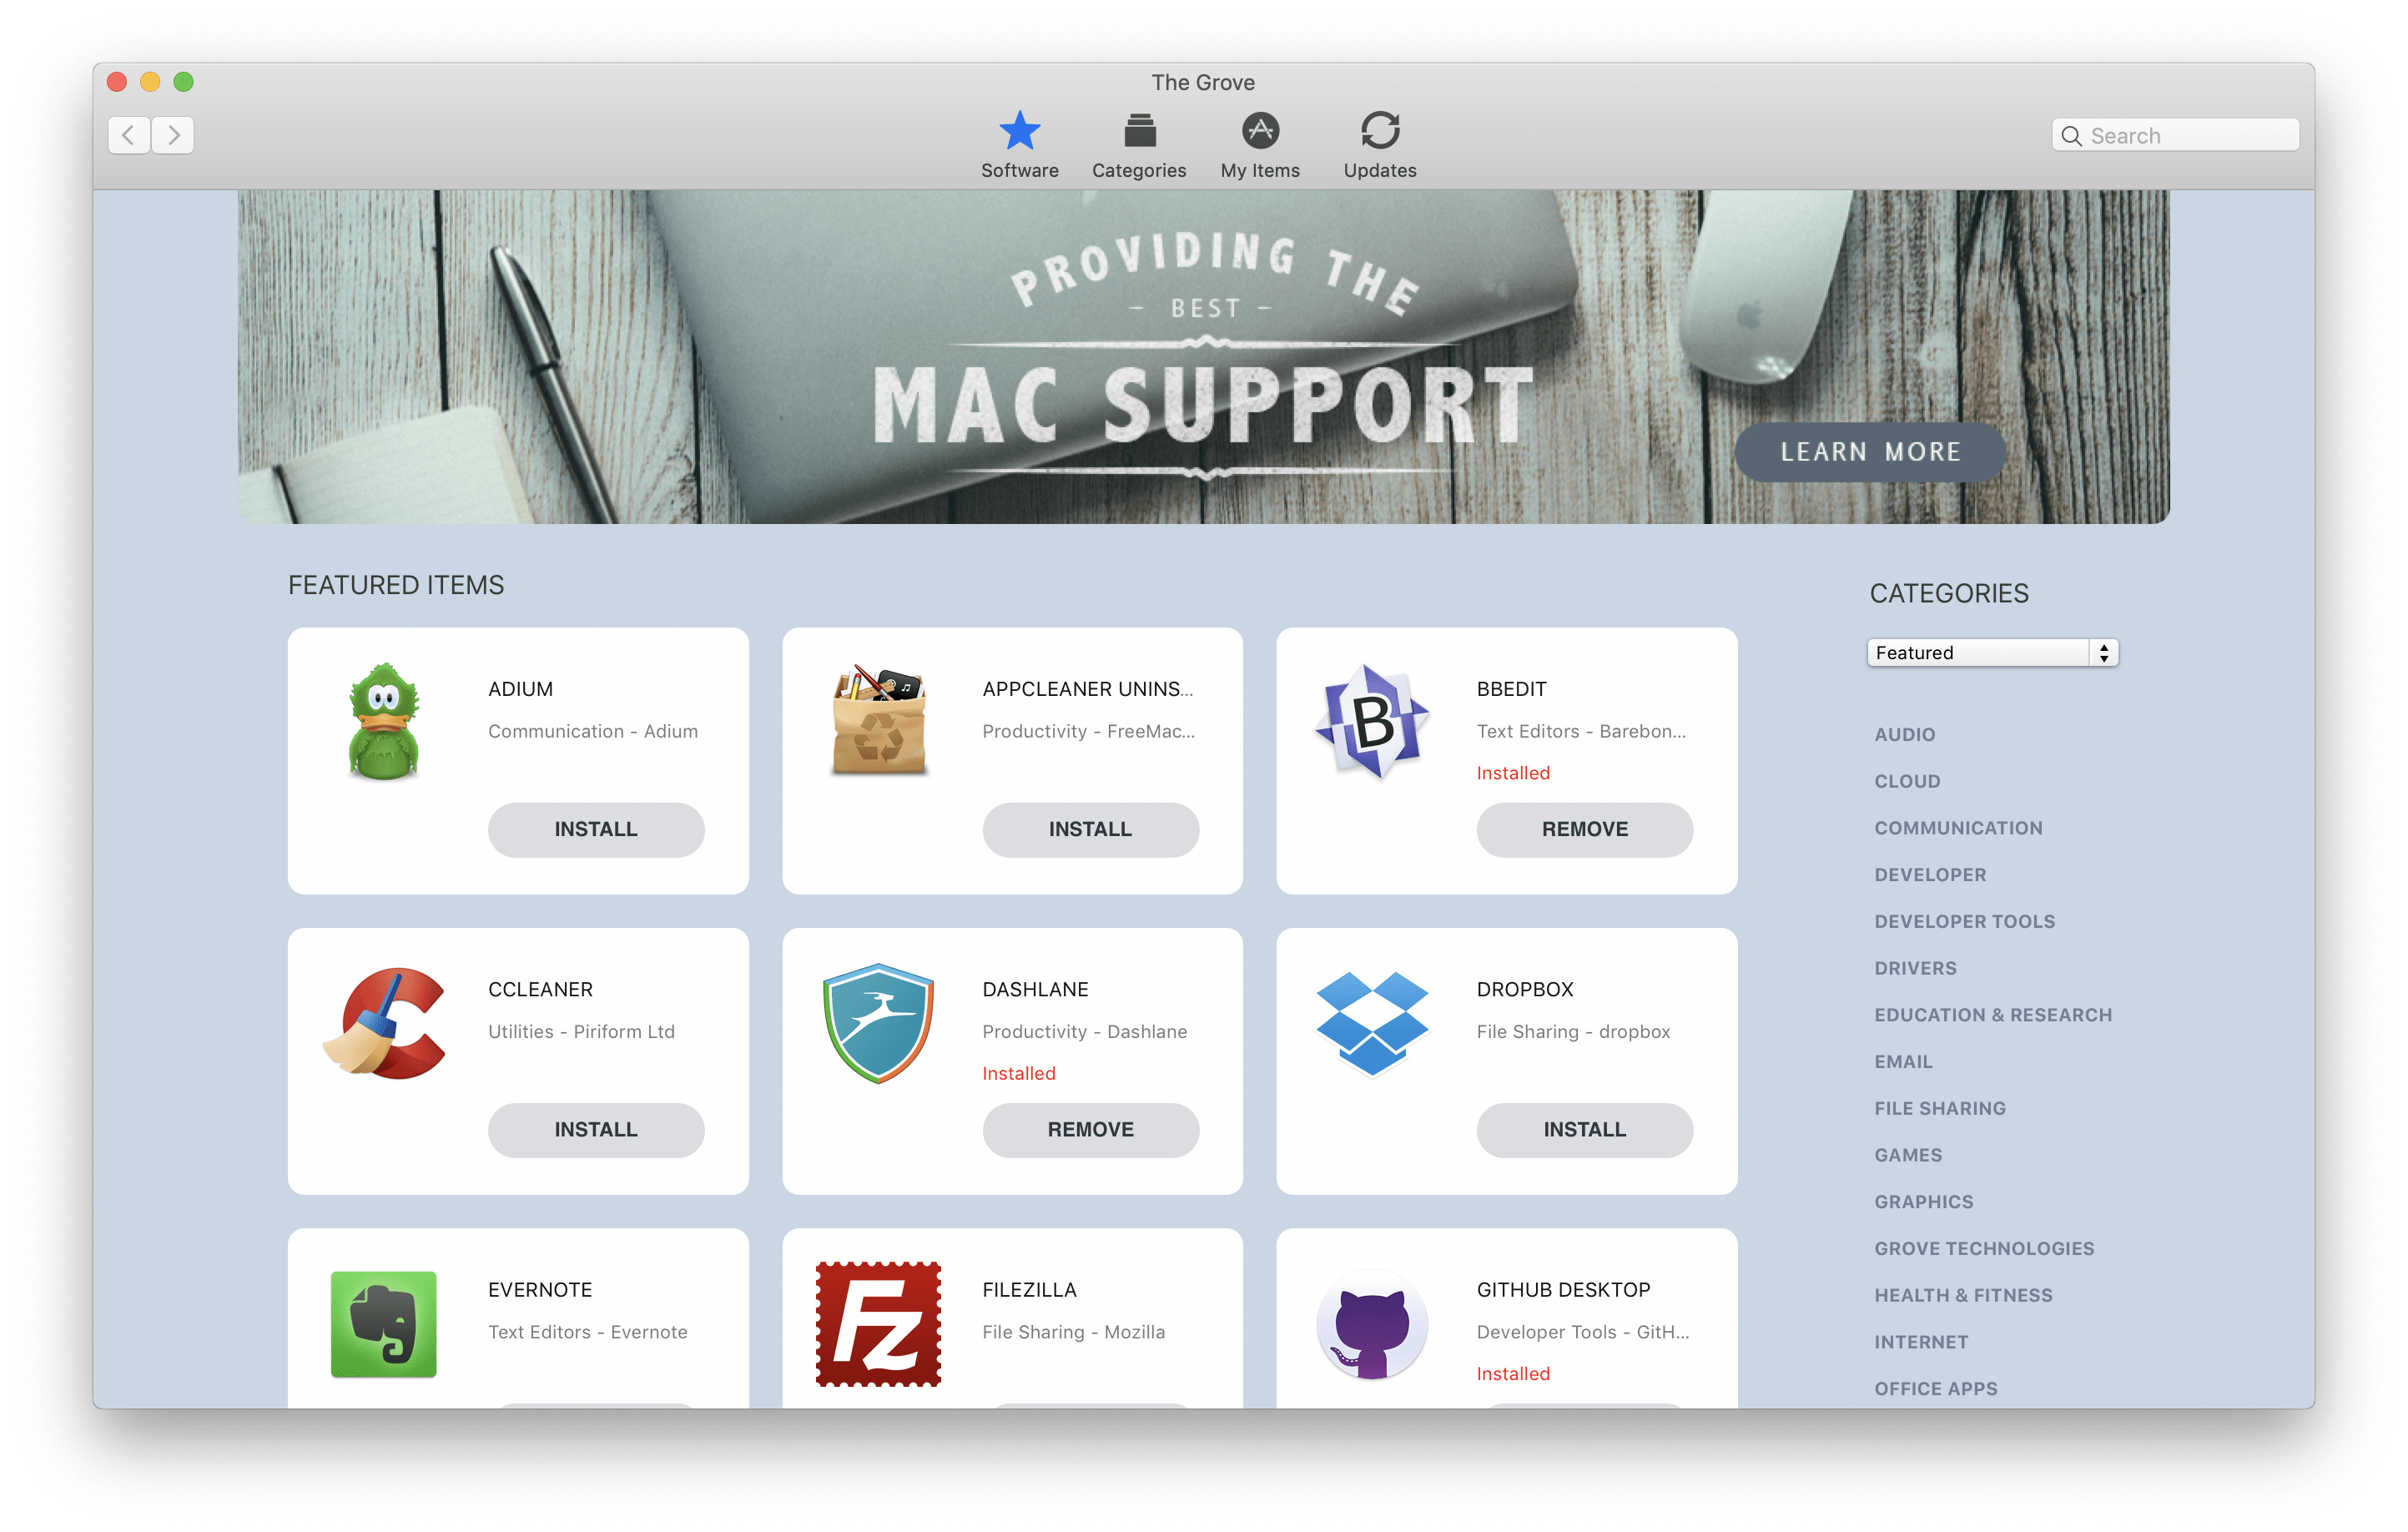 The Grove
Software
Categories
My Items
Updates
Search
PROVIDING THE
- BEST -
MAC SUPPORT
LEARN MORE
FEATURED ITEMS
ADIUM
Communication - Adium
INSTALL
APPCLEANER UNINS...
Productivity - FreeMac...
INSTALL
BBEDIT
Text Editors - Barebon...
Installed
REMOVE
CCLEANER
Utilities - Piriform Ltd
INSTALL
DASHLANE
Productivity - Dashlane
Installed
REMOVE
DROPBOX
File Sharing - dropbox
INSTALL
EVERNOTE
Text Editors - Evernote
FILEZILLA
File Sharing - Mozilla
GITHUB DESKTOP
Developer Tools - GitH...
Installed
CATEGORIES
Featured
AUDIO
CLOUD
COMMUNICATION
DEVELOPER
DEVELOPER TOOLS
DRIVERS
EDUCATION & RESEARCH
EMAIL
FILE SHARING
GAMES
GRAPHICS
GROVE TECHNOLOGIES
HEALTH & FITNESS
INTERNET
OFFICE APPS